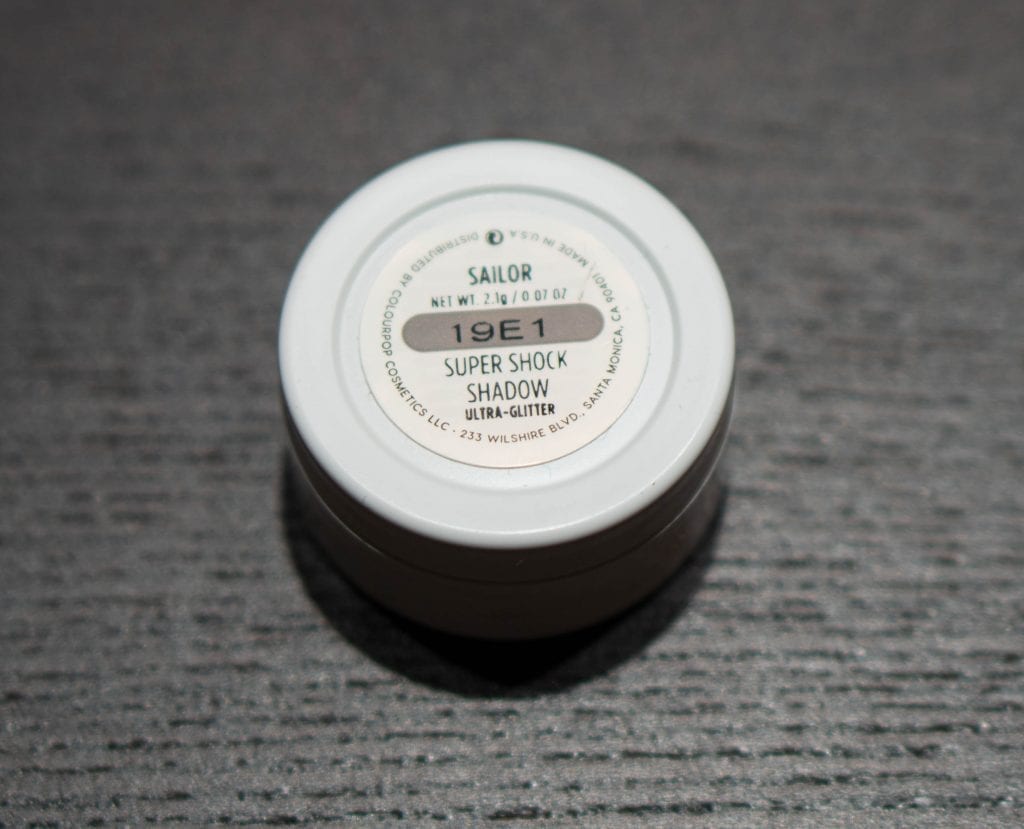 SAILOR
NET WT. 2.1g / 0.07 OZ
19E1
SUPER SHOCK
SHADOW
ULTRA-GLITTER
DISTRIBUTED BY COLOURPOP COSMETICS LLC · 233 WILSHIRE BLVD., SANTA MONICA, CA 90401 / MADE IN U.S.A